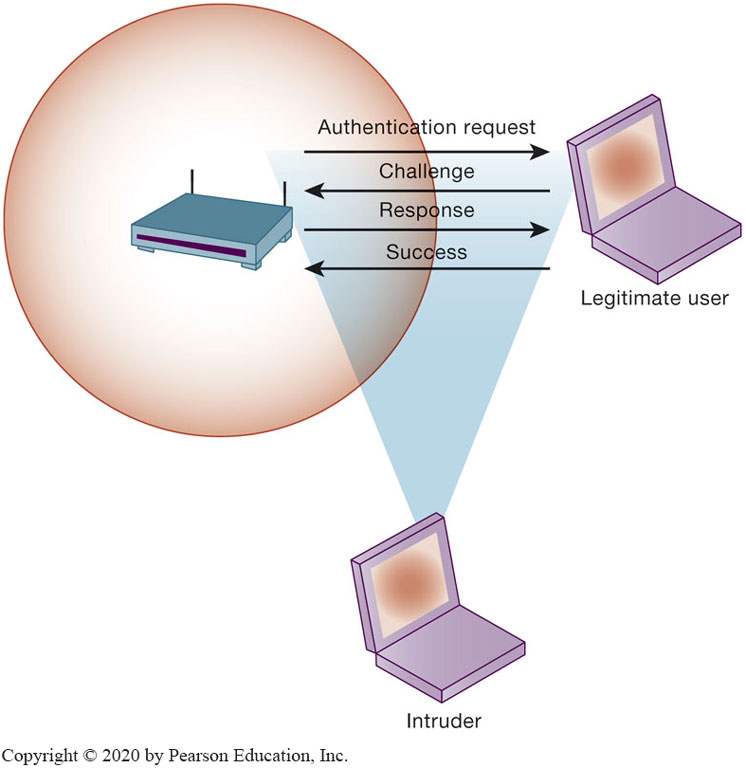 Authentication request
Challenge
Response
Success
Legitimate user
Intruder
Copyright © 2020 by Pearson Education, Inc.